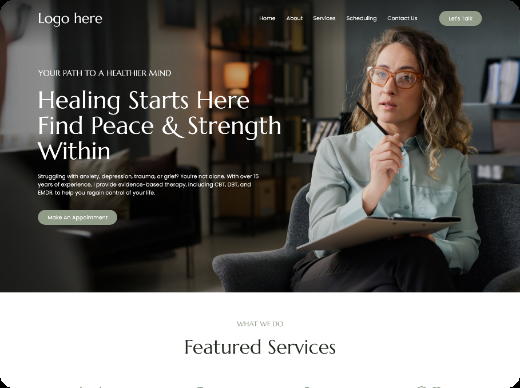 Logo here
Home About Services Scheduling Contact Us Let's Talk
YOUR PATH TO A HEALTHIER MIND
Healing Starts Here
Find Peace & Strength
Within
Struggling with anxiety, depression, trauma, or grief? You're not alone. With over 15
years of experience, I provide evidence-based therapy, including CBT, DBT, and
EMDR, to help you regain control of your life.
Make An Appointment
WHAT WE DO
Featured Services